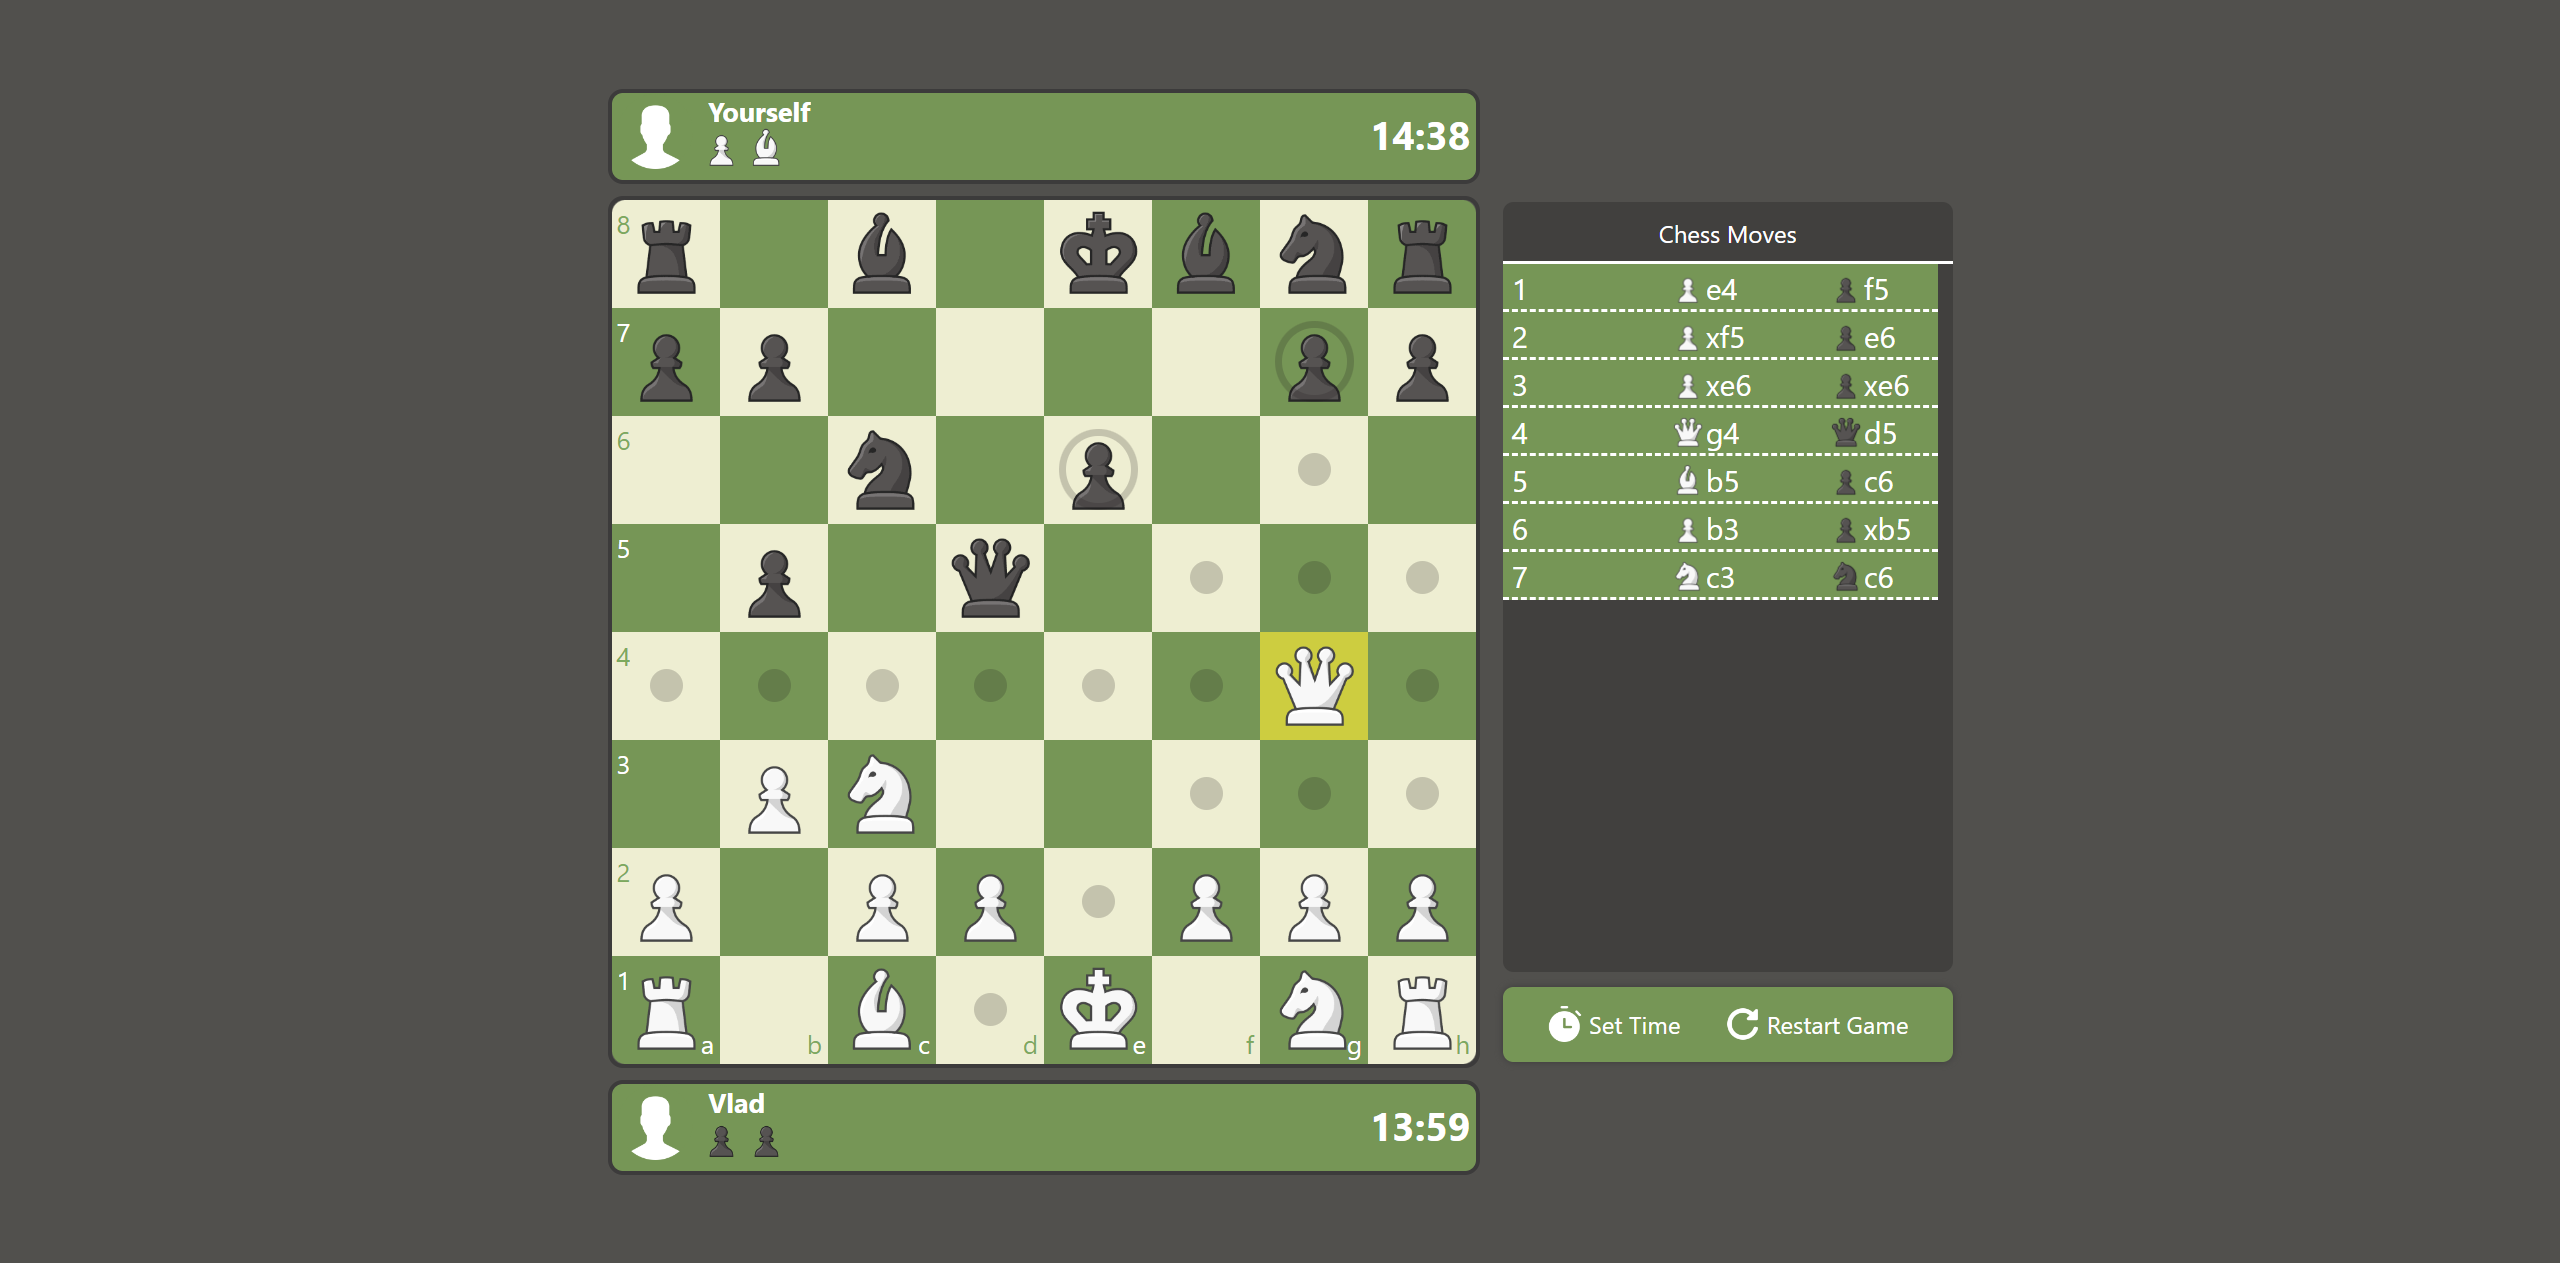 Yourself
14:38
8
7
6
5
4
3
2
1
a b c d e f g h
Vlad
13:59
Chess Moves
1 e4 f5
2 xf5 e6
3 xe6 xe6
4 g4 d5
5 b5 c6
6 b3 xb5
7 c3 c6
Set Time Restart Game